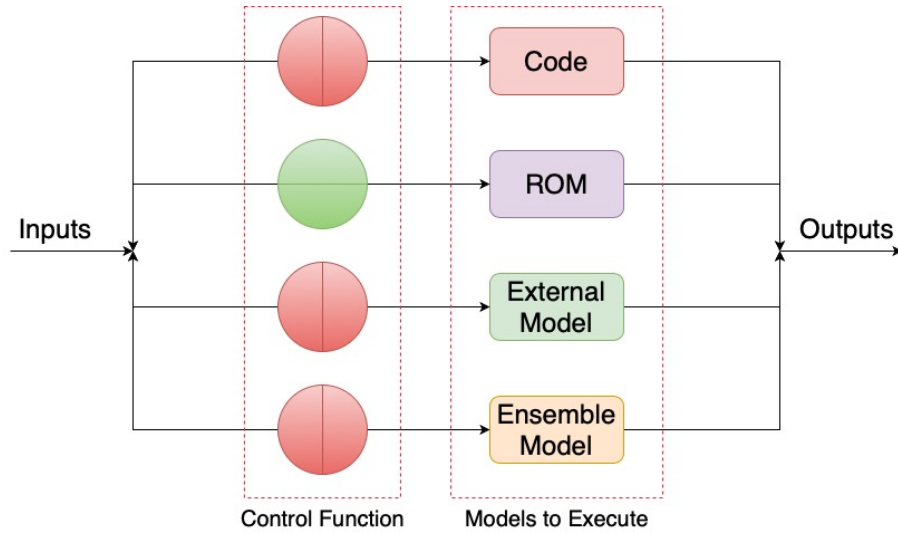 Code
ROM
Inputs
Outputs
External
Model
Ensemble
Model
Control Function
Models to Execute